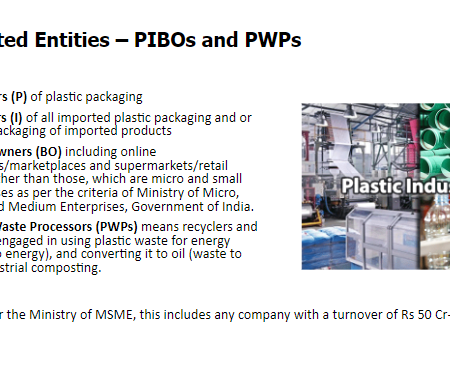 ted Entities – PIBOs and PWPs
rs (P) of plastic packaging
rs (I) of all imported plastic packaging and or
ackaging of imported products
wners (BO) including online
s/marketplaces and supermarkets/retail
her than those, which are micro and small
es as per the criteria of Ministry of Micro,
d Medium Enterprises, Government of India.
Waste Processors (PWPs) means recyclers and
engaged in using plastic waste for energy
o energy), and converting it to oil (waste to
strial composting.
Plastic Indus
r the Ministry of MSME, this includes any company with a turnover of Rs 50 Cr-